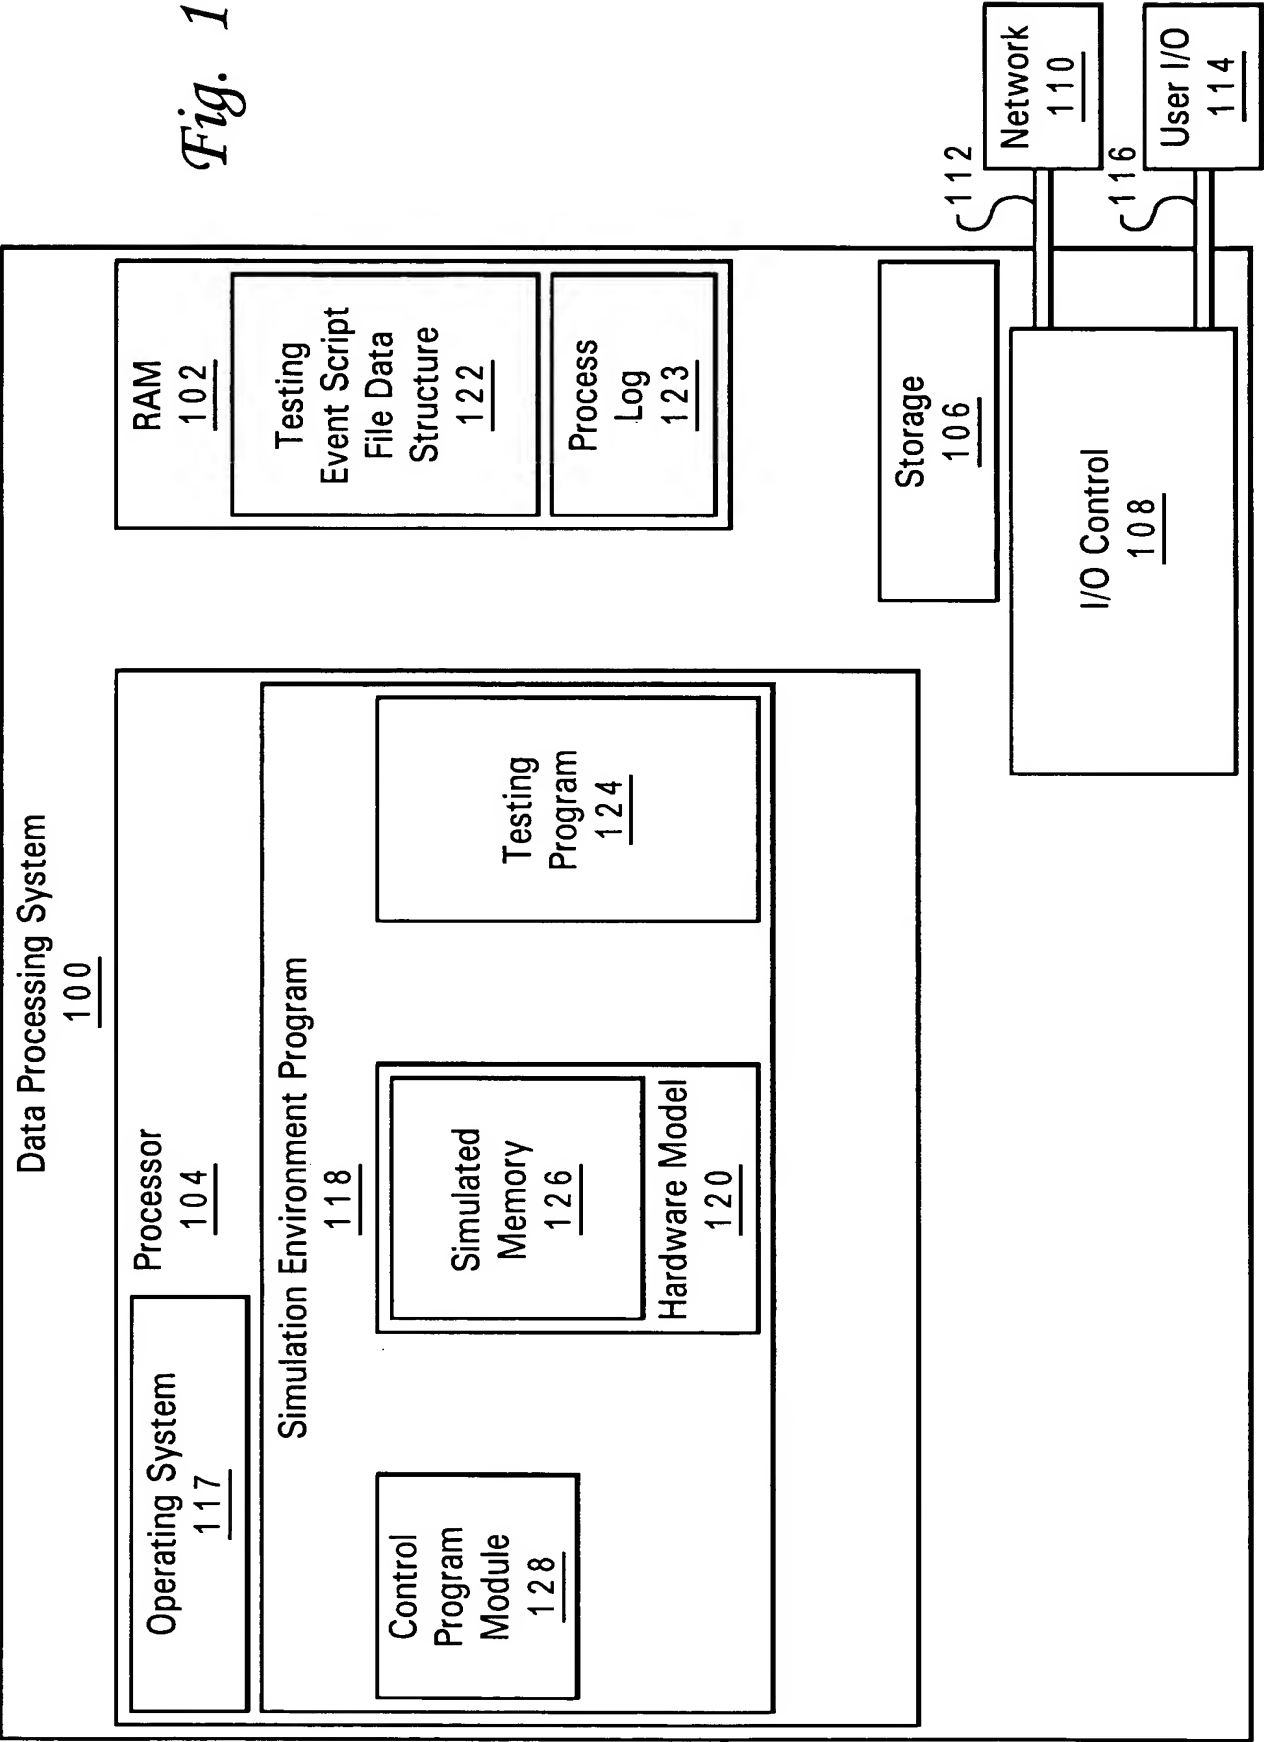 Data Processing System
100
Operating System
117
Processor
104
Simulation Environment Program
118
Control
Program
Module
128
Simulated
Memory
126
Hardware Model
120
Testing
Program
124
RAM
102
Testing
Event Script
File Data
Structure
122
Process
Log
123
Storage
106
I/O Control
108
112
Network
110
116
User I/O
114
Fig. 1